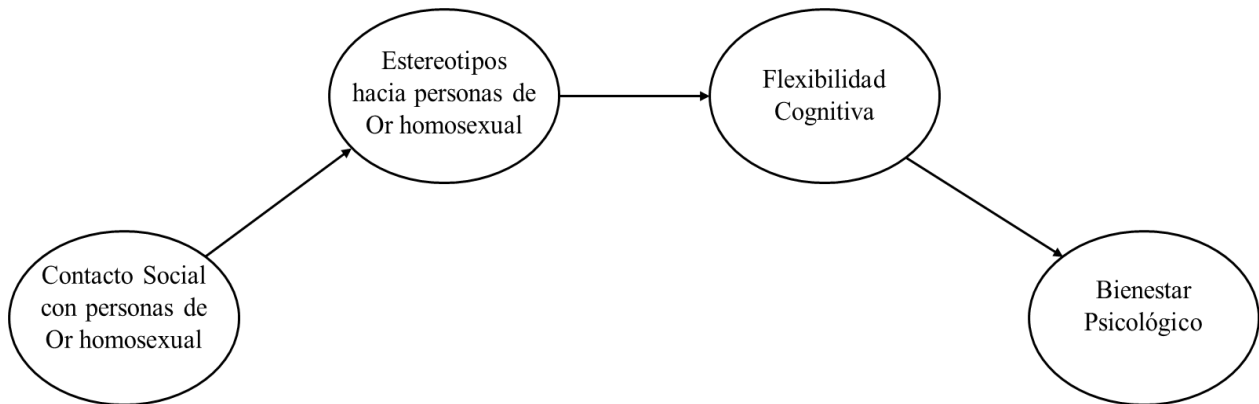 Estereotipos
hacia personas de
Or homosexual
Flexibilidad
Cognitiva
Contacto Social
con personas de
Or homosexual
Bienestar
Psicológico